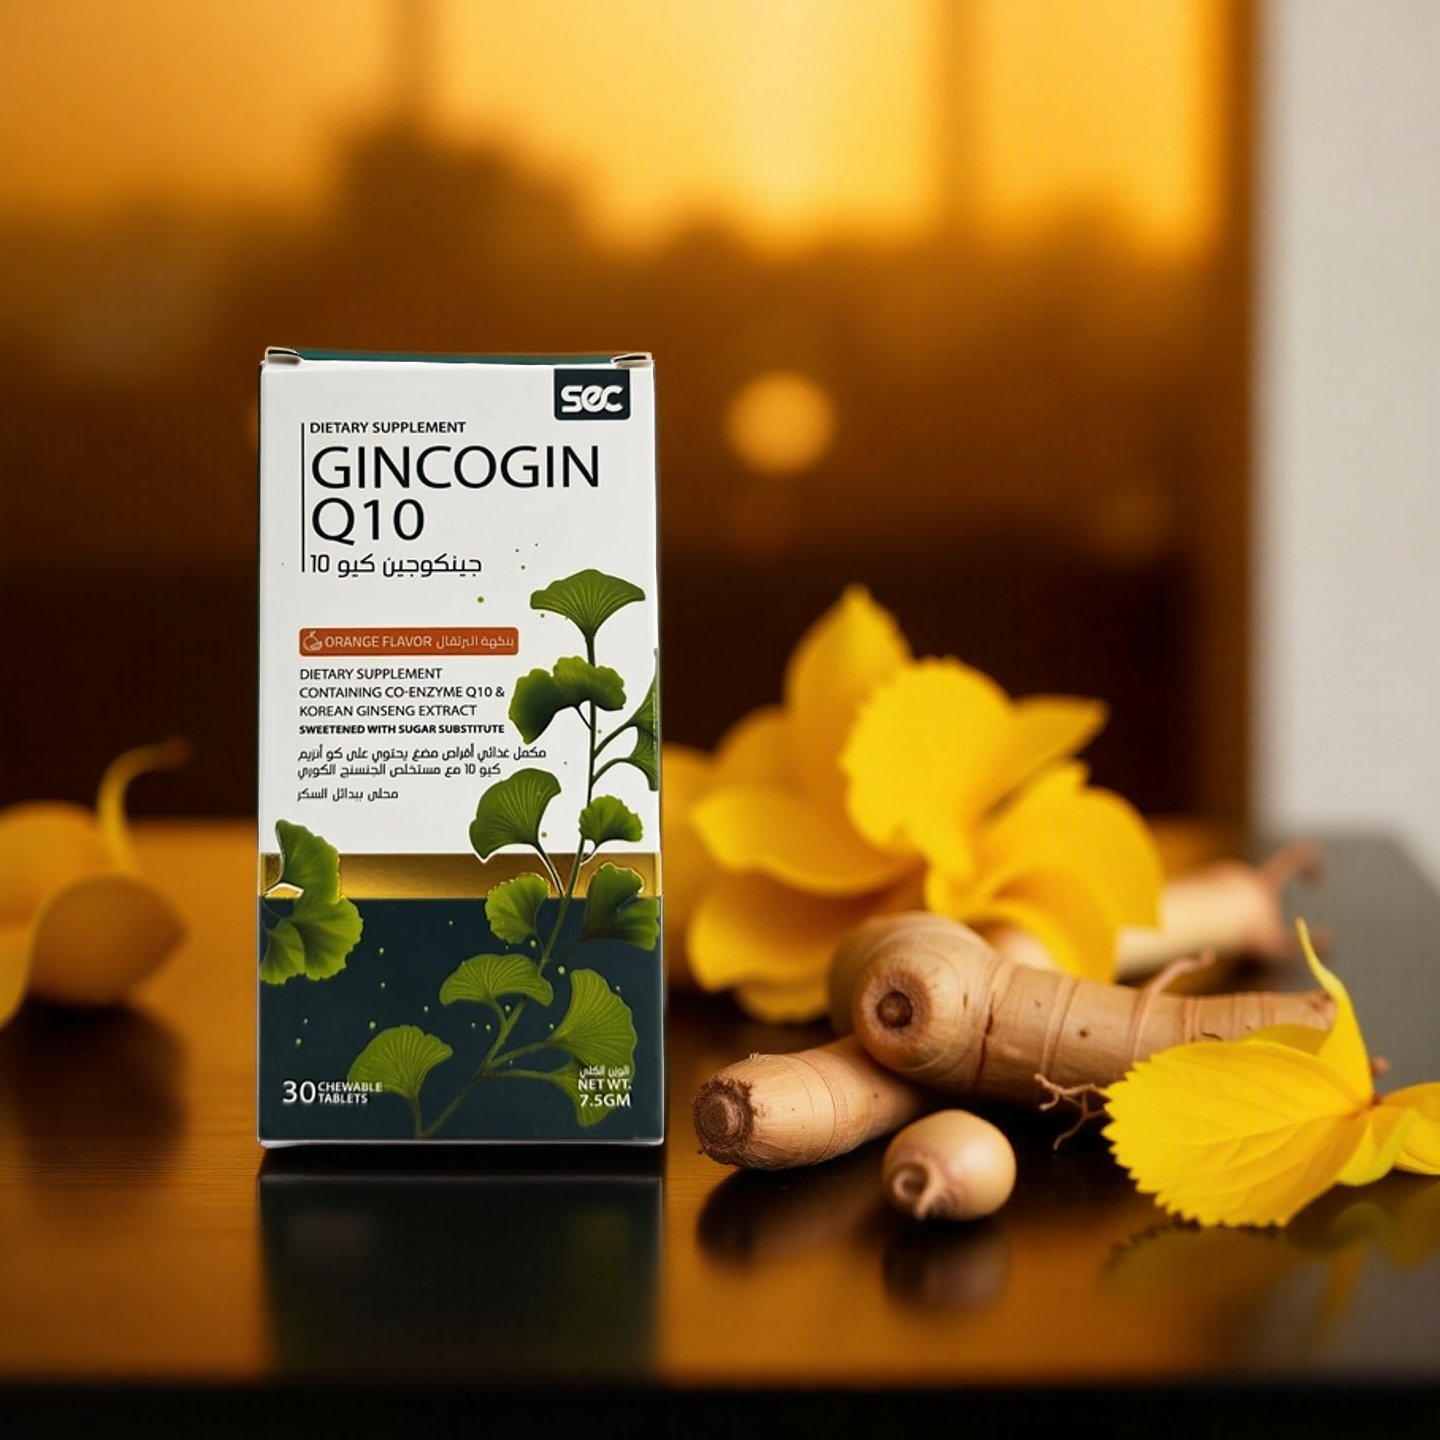 sec
DIETARY SUPPLEMENT
GINCOGIN
Q10
جينكوجين كيو 10
ORANGE FLAVOR بنكهة البرتقال
DIETARY SUPPLEMENT
CONTAINING CO-ENZYME Q10 &
KOREAN GINSENG EXTRACT
SWEETENED WITH SUGAR SUBSTITUTE
مكمل غذائي أقراص مضغ يحتوي على كو أنزيم
كيو 10 مع مستخلص الجنسنج الكوري
محلى ببدائل السكر
30 CHEWABLE
TABLETS
الوزن الكلي
NET WT.
7.5GM